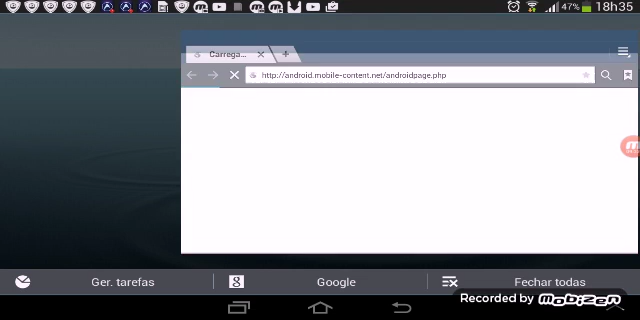 47% 18h35
Carrega...
http://android.mobile-content.net/androidpage.php
Ger. tarefas
Google
Fechar todas
Recorded by Mobizen